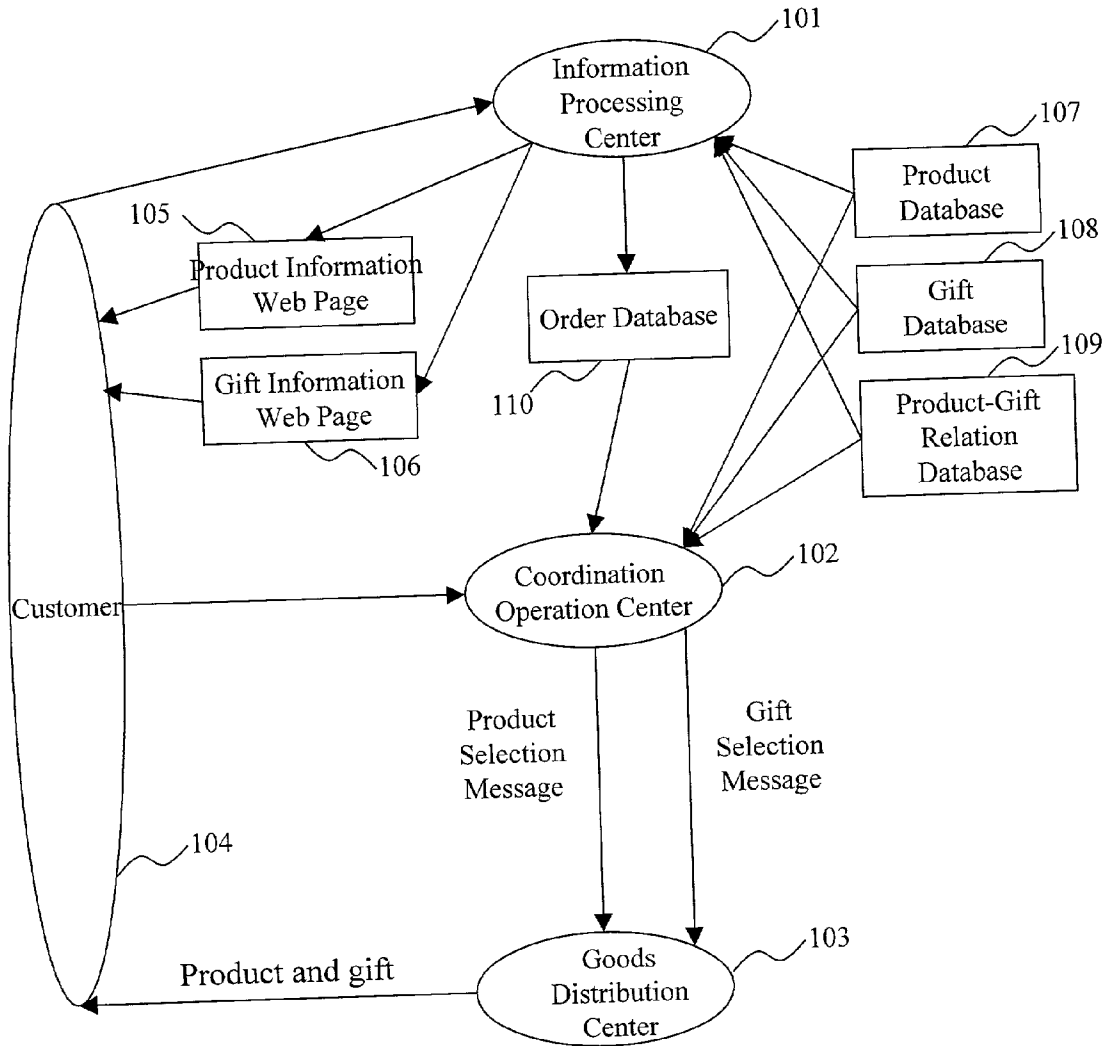 101
Information
Processing
Center
107
Product
Database
105
Product Information
Web Page
108
Gift
Database
Order Database
109
Gift Information
Web Page
110
Product-Gift
Relation
Database
106
102
Coordination
Operation Center
Customer
Product
Selection
Message
Gift
Selection
Message
104
103
Goods
Distribution
Center
Product and gift